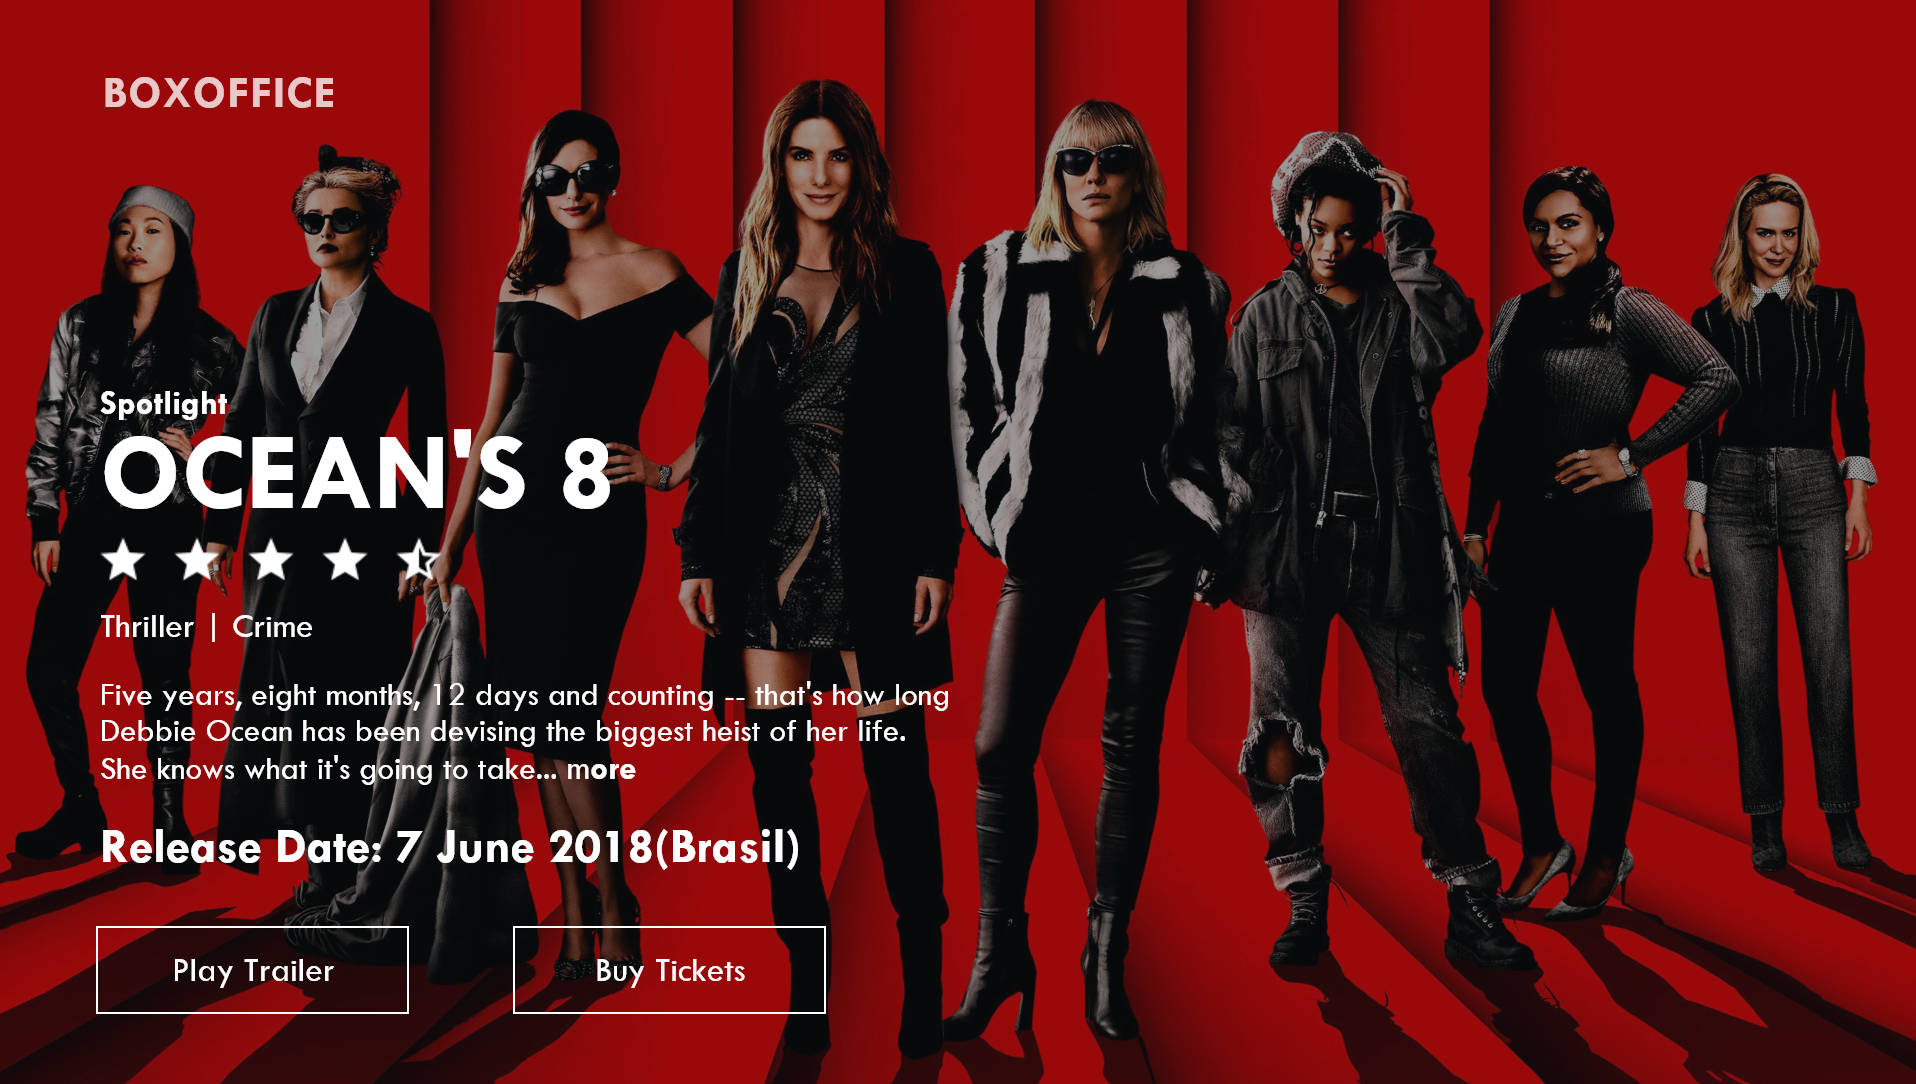 BOXOFFICE
Spotlight
OCEAN'S 8
Thriller | Crime
Five years, eight months, 12 days and counting -- that's how long
Debbie Ocean has been devising the biggest heist of her life.
She knows what it's going to take... more
Release Date: 7 June 2018(Brasil)
Play Trailer
Buy Tickets